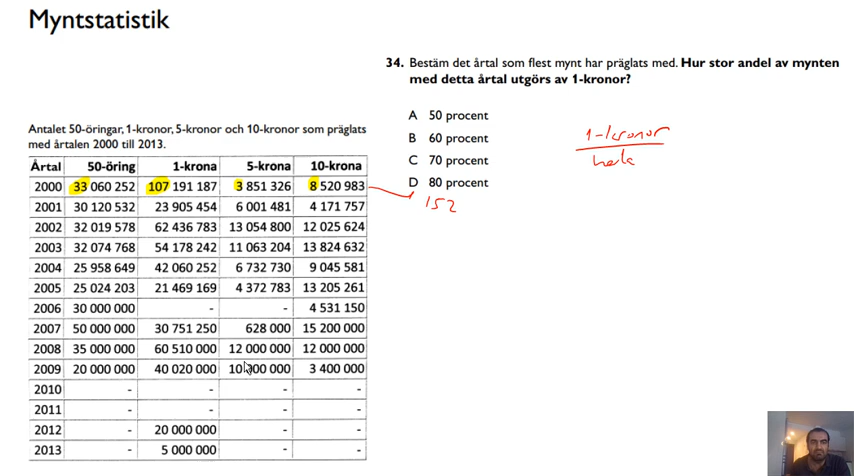 Myntstatistik
34. Bestäm det årtal som flest mynt har präglats med. Hur stor andel av mynten
med detta årtal utgörs av 1-kronor?
A 50 procent
B 60 procent
C 70 procent
D 80 procent
1-kronor
hela
152
Antalet 50-öringar, 1-kronor, 5-kronor och 10-kronor som präglats
med årtalen 2000 till 2013.
Årtal 50-öring 1-krona 5-krona 10-krona
2000 33 060 252 107 191 187 3 851 326 8 520 983
2001 30 120 532 23 905 454 6 001 481 4 171 757
2002 32 019 578 62 436 783 13 054 800 12 025 624
2003 32 074 768 54 178 242 11 063 204 13 824 632
2004 25 958 649 42 060 252 6 732 730 9 045 581
2005 25 024 203 21 469 169 4 372 783 13 205 261
2006 30 000 000 - - 4 531 150
2007 50 000 000 30 751 250 628 000 15 200 000
2008 35 000 000 60 510 000 12 000 000 12 000 000
2009 20 000 000 40 020 000 10 000 000 3 400 000
2010 - - - -
2011 - - - -
2012 - 20 000 000 - -
2013 - 5 000 000 - -